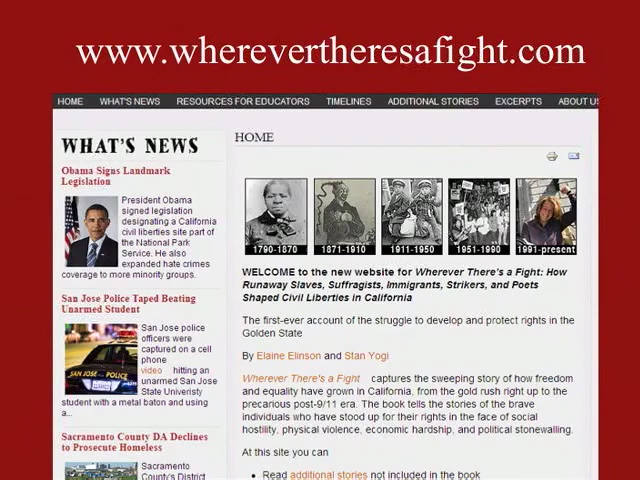 www.wherevertheresafight.com
HOME WHAT'S NEWS RESOURCES FOR EDUCATORS TIMELINES ADDITIONAL STORIES EXCERPTS ABOUT US
WHAT'S NEWS
Obama Signs Landmark
Legislation
President Obama
signed legislation
designating a California
civil liberties site part of
the National Park
Service. He also
expanded hate crimes
coverage to more minority groups.
San Jose Police Taped Beating
Unarmed Student
San Jose police
officers were
captured on a cell
phone
video hitting an
unarmed San Jose
State Univeristy
student with a metal baton and using
a...
SAN JOSE POLICE
Sacramento County DA Declines
to Prosecute Homeless
Sacramento
County's District
HOME
1790-1870 1871-1910 1911-1950 1951-1990 1991-present
WELCOME to the new website for Wherever There's a Fight: How
Runaway Slaves, Suffragists, Immigrants, Strikers, and Poets
Shaped Civil Liberties in California
The first-ever account of the struggle to develop and protect rights in the
Golden State
By Elaine Elinson and Stan Yogi
Wherever There's a Fight captures the sweeping story of how freedom
and equality have grown in California, from the gold rush right up to the
precarious post-9/11 era. The book tells the stories of the brave
individuals who have stood up for their rights in the face of social
hostility, physical violence, economic hardship, and political stonewalling.
At this site you can
• Read additional stories not included in the book